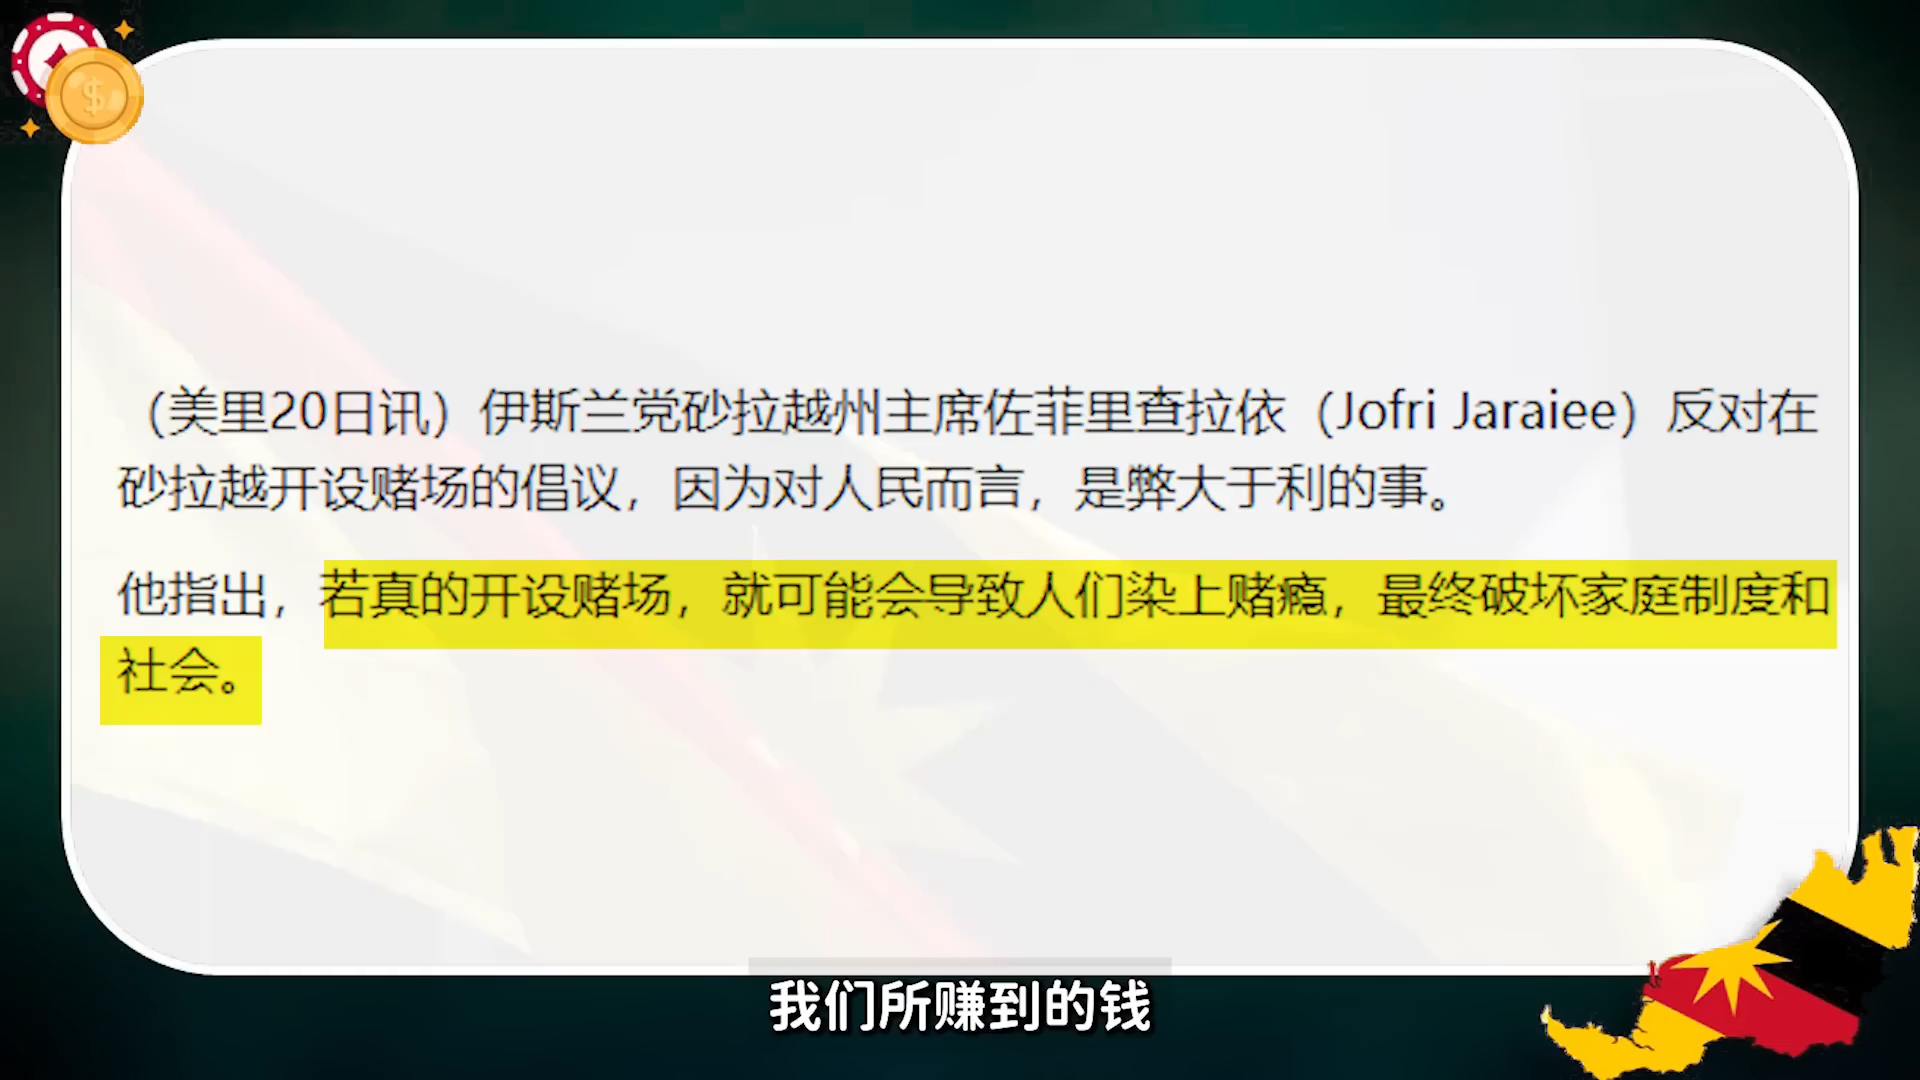 （美里20日讯）伊斯兰党砂拉越州主席佐菲里查拉依（Jofri Jaraiee）反对在
砂拉越开设赌场的倡议，因为对人民而言，是弊大于利的事。
他指出，若真的开设赌场，就可能会导致人们染上赌瘾，最终破坏家庭制度和
社会。
我们所赚到的钱